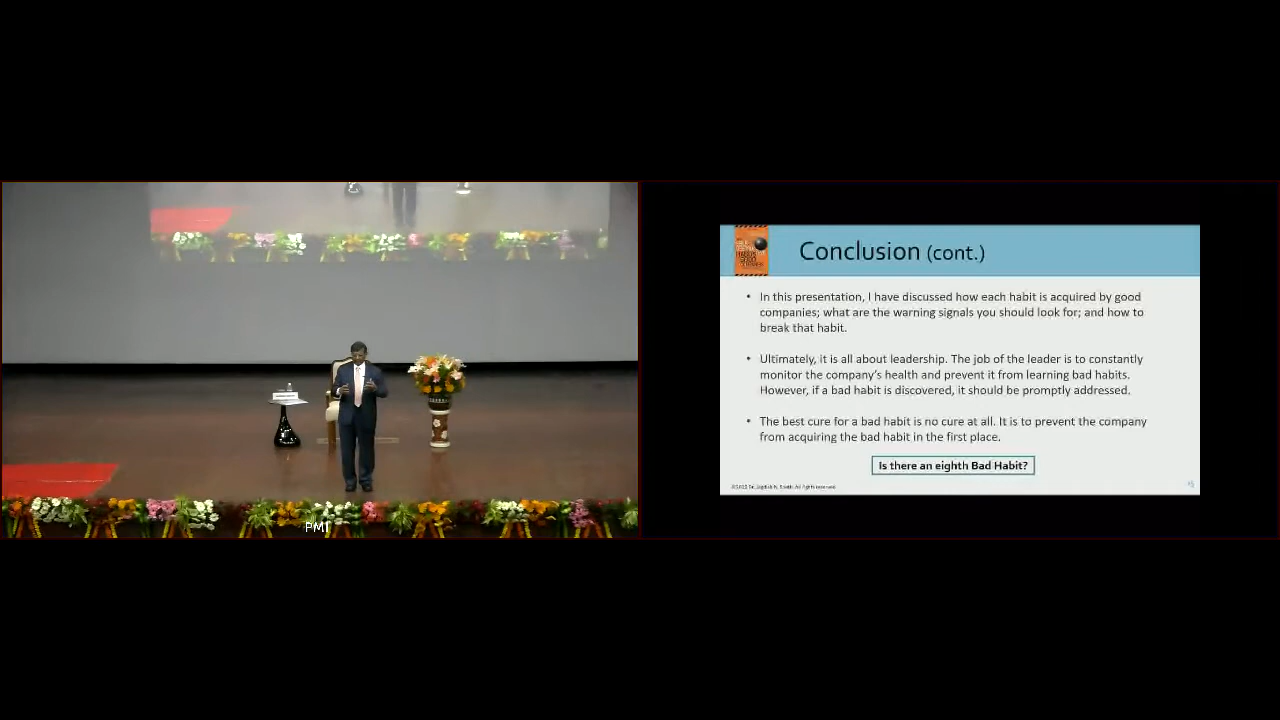 Conclusion (cont.)
• In this presentation, I have discussed how each habit is acquired by good
companies; what are the warning signals you should look for; and how to
break that habit.
• Ultimately, it is all about leadership. The job of the leader is to constantly
monitor the company's health and prevent it from learning bad habits.
However, if a bad habit is discovered, it should be promptly addressed.
• The best cure for a bad habit is no cure at all. It is to prevent the company
from acquiring the bad habit in the first place.
Is there an eighth Bad Habit?
PMI